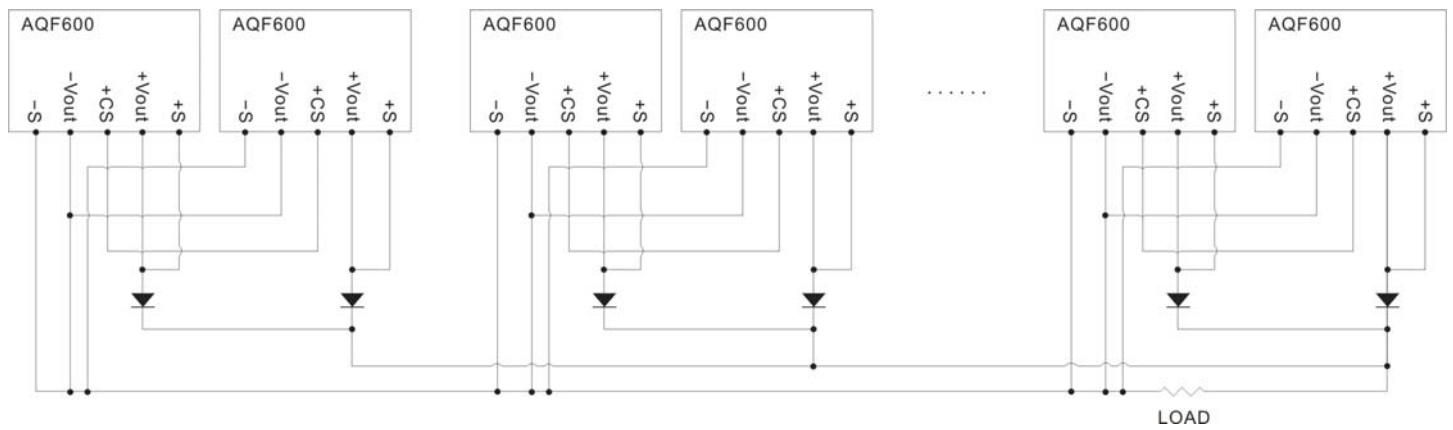 AQF600 AQF600 AQF600 AQF600 AQF600 AQF600
−S −Vout +CS +Vout +S −S −Vout +CS +Vout +S −S −Vout +CS +Vout +S −S −Vout +CS +Vout +S ...... −S −Vout +CS +Vout +S −S −Vout +CS +Vout +S
LOAD